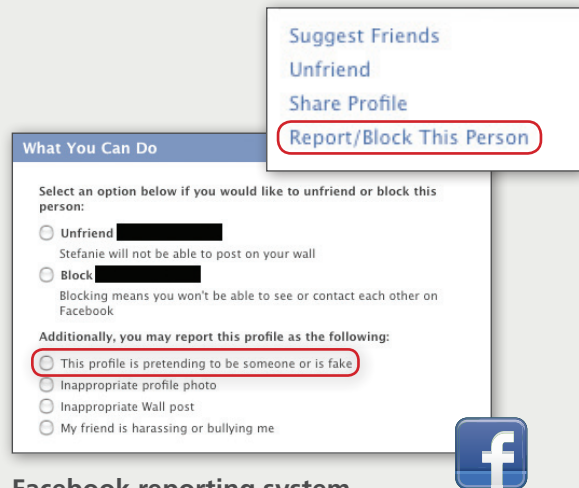 Suggest Friends
Unfriend
Share Profile
Report/Block This Person
What You Can Do
Select an option below if you would like to unfriend or block this
person:
Unfriend
Stefanie will not be able to post on your wall
Block
Blocking means you won't be able to see or contact each other on
Facebook
Additionally, you may report this profile as the following:
This profile is pretending to be someone or is fake
Inappropriate profile photo
Inappropriate Wall post
My friend is harassing or bullying me
f
Facebook reporting system